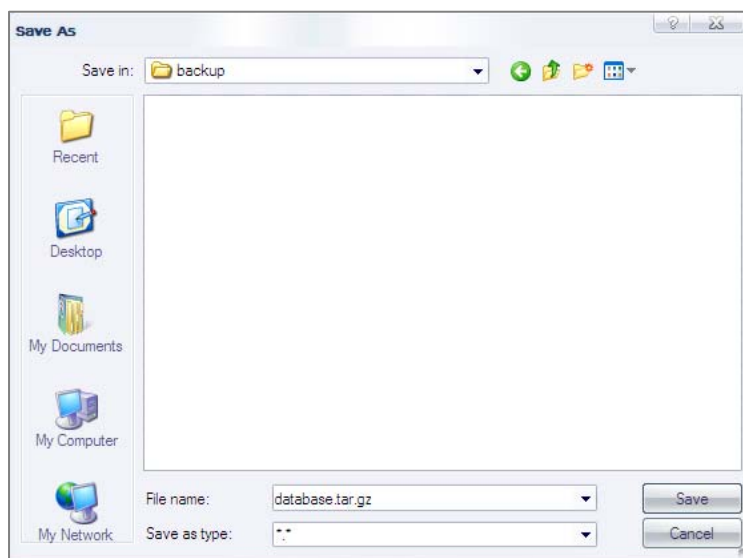 Save As
Save in: backup
Recent
Desktop
My Documents
My Computer
My Network
File name: database.tar.gz Save
Save as type: *.* Cancel